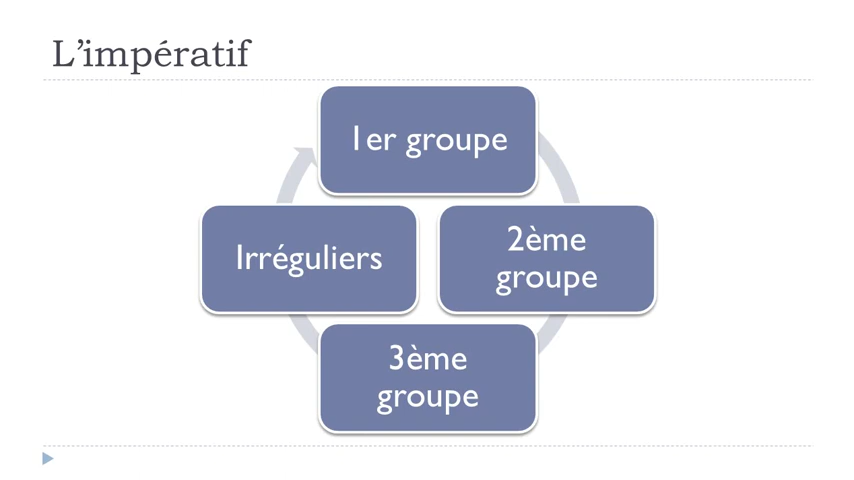 L’impératif
1er groupe
Irréguliers
2ème
groupe
3ème
groupe